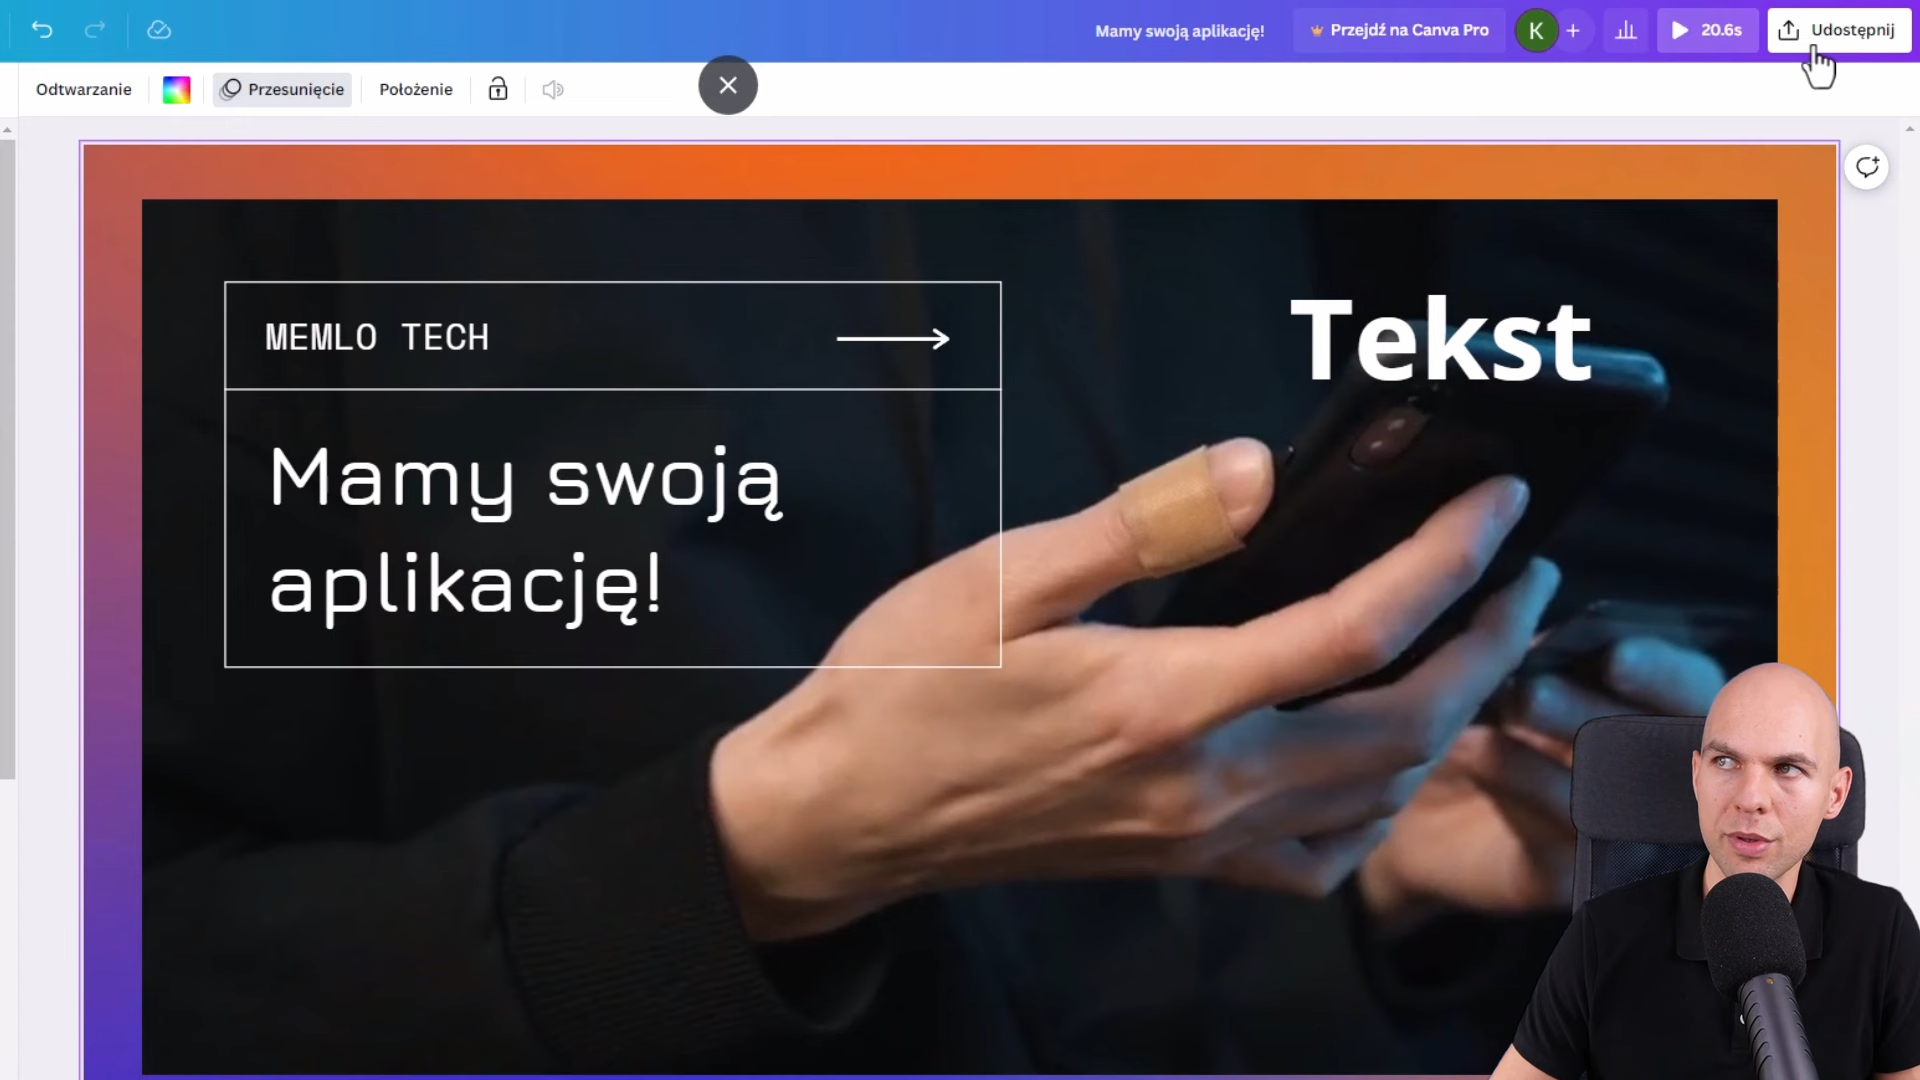 Mamy swoją aplikację!
Przejdź na Canva Pro
K
20.6s
Udostępnij
Odtwarzanie
Przesunięcie
Położenie
MEMLO TECH
Tekst
Mamy swoją
aplikację!